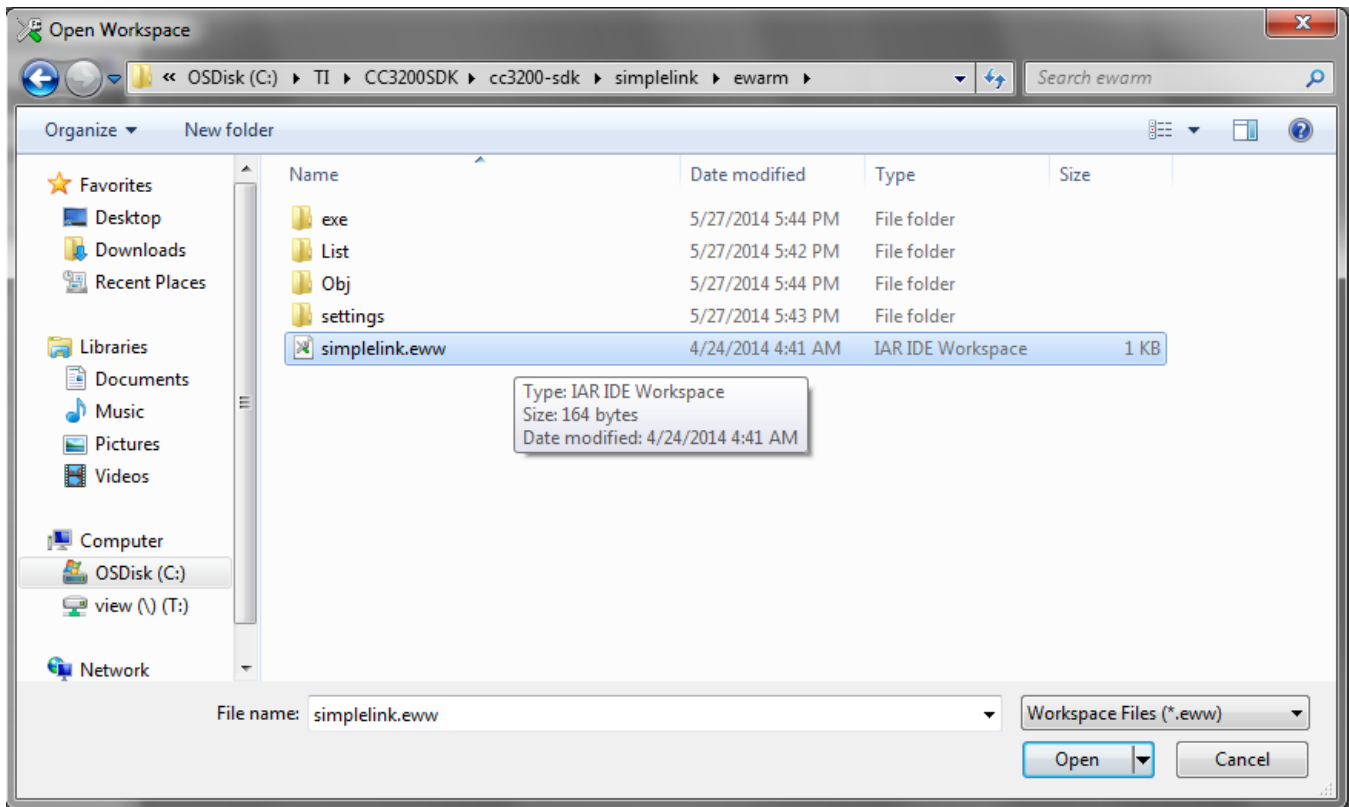 Open Workspace
« OSDisk (C:) ▸ TI ▸ CC3200SDK ▸ cc3200-sdk ▸ simplelink ▸ ewarm ▸ Search ewarm
Organize ▾ New folder
Name Date modified Type Size
Favorites
Desktop
Downloads
Recent Places
Libraries
Documents
Music
Pictures
Videos
Computer
OSDisk (C:)
view (\) (T:)
Network
exe 5/27/2014 5:44 PM File folder
List 5/27/2014 5:42 PM File folder
Obj 5/27/2014 5:44 PM File folder
settings 5/27/2014 5:43 PM File folder
simplelink.eww 4/24/2014 4:41 AM IAR IDE Workspace 1 KB
Type: IAR IDE Workspace
Size: 164 bytes
Date modified: 4/24/2014 4:41 AM
File name: simplelink.eww Workspace Files (*.eww)
Open Cancel